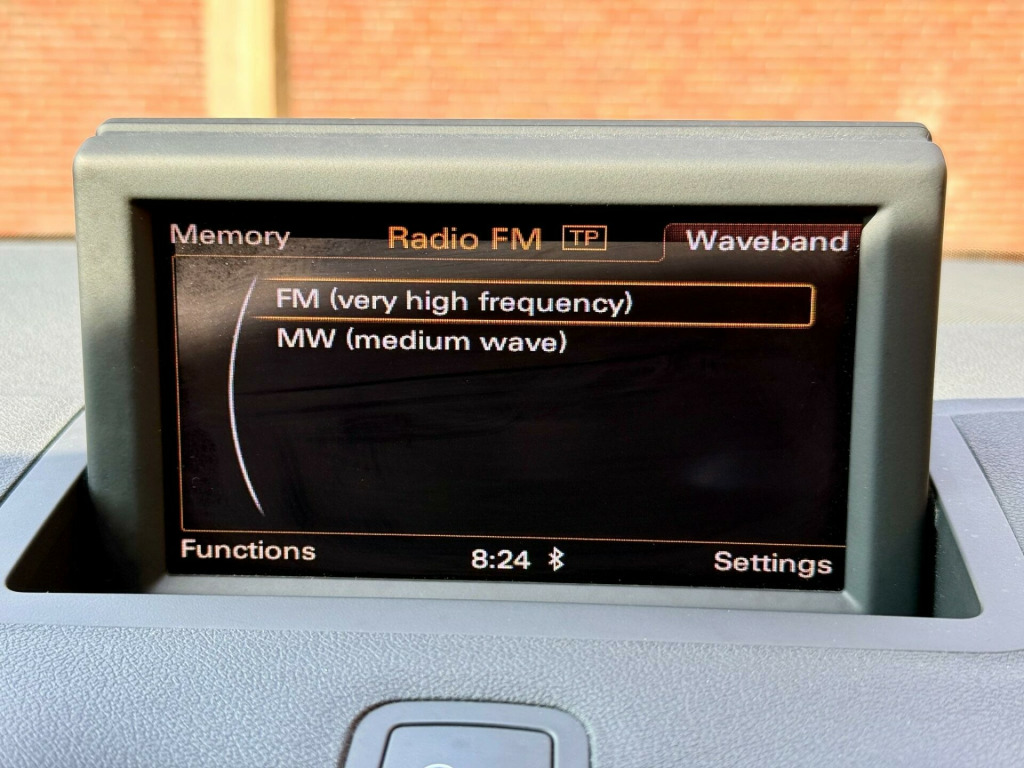 Memory Radio FM TP Waveband
FM (very high frequency)
MW (medium wave)
Functions 8:24 Settings